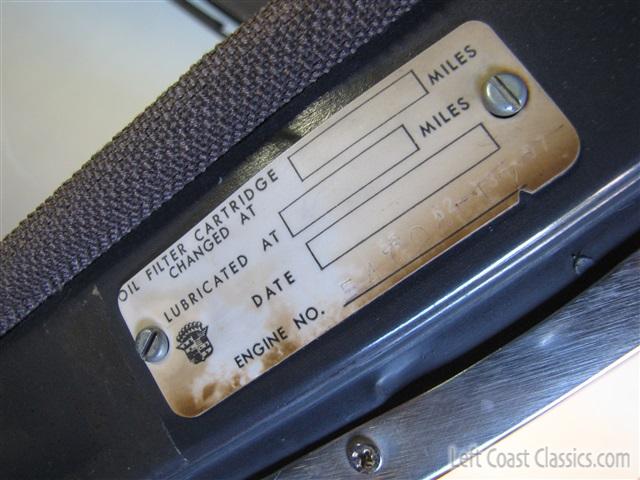 OIL FILTER CARTRIDGE
CHANGED AT MILES
LUBRICATED AT MILES
DATE
ENGINE NO.
Left Coast Classics.com